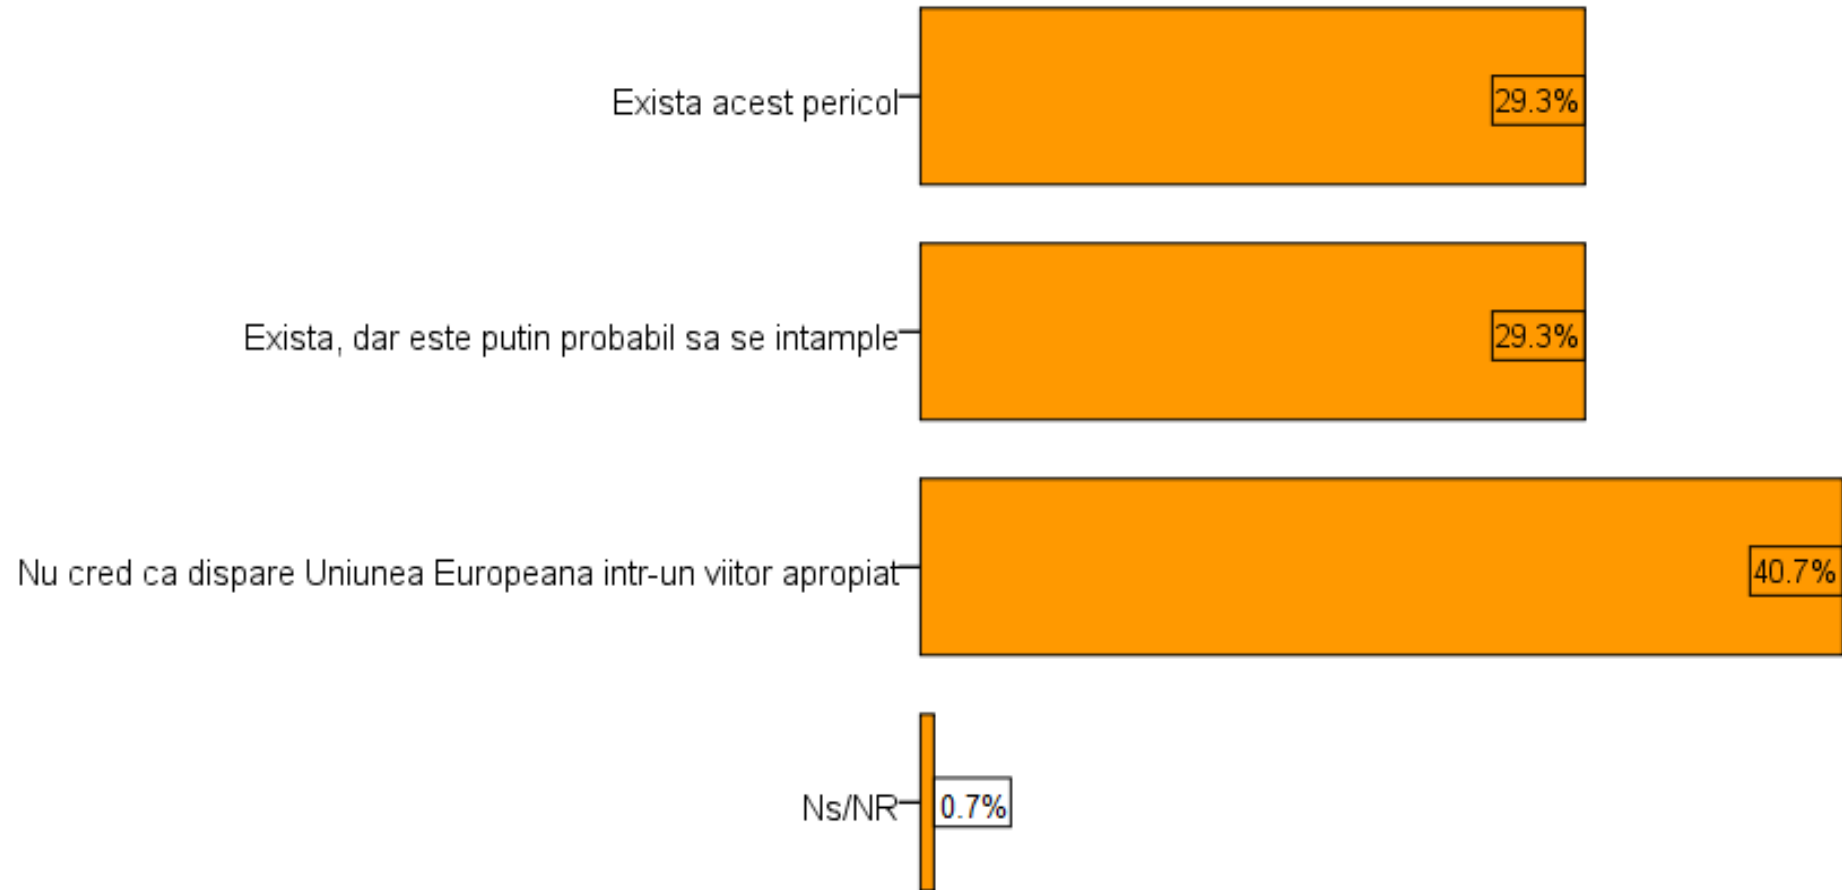 Exista acest pericol 29.3%
Exista, dar este putin probabil sa se intample 29.3%
Nu cred ca dispare Uniunea Europeana intr-un viitor apropiat 40.7%
Ns/NR 0.7%